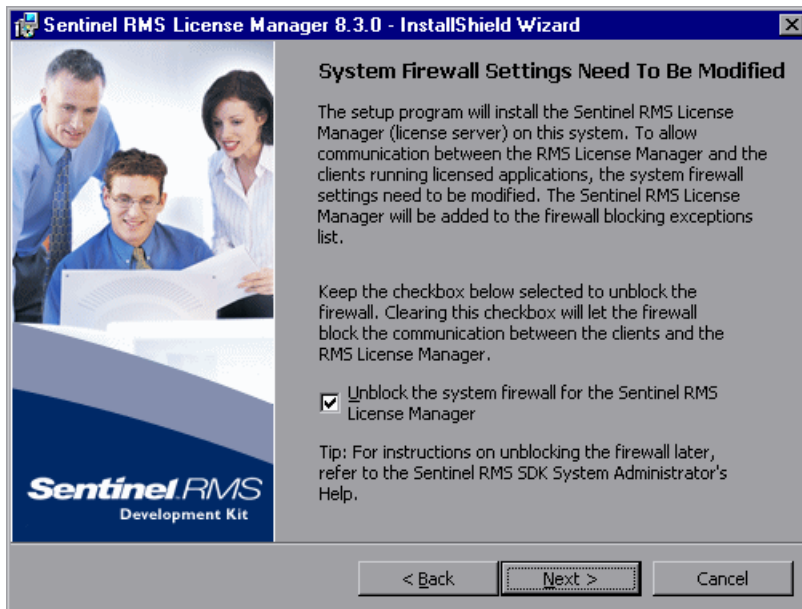 Sentinel RMS License Manager 8.3.0 - InstallShield Wizard
System Firewall Settings Need To Be Modified
The setup program will install the Sentinel RMS License
Manager (license server) on this system. To allow
communication between the RMS License Manager and the
clients running licensed applications, the system firewall
settings need to be modified. The Sentinel RMS License
Manager will be added to the firewall blocking exceptions
list.
Keep the checkbox below selected to unblock the
firewall. Clearing this checkbox will let the firewall
block the communication between the clients and the
RMS License Manager.
Unblock the system firewall for the Sentinel RMS
License Manager
Tip: For instructions on unblocking the firewall later,
refer to the Sentinel RMS SDK System Administrator's
Help.
Sentinel.RMS
Development Kit
< Back
Next >
Cancel